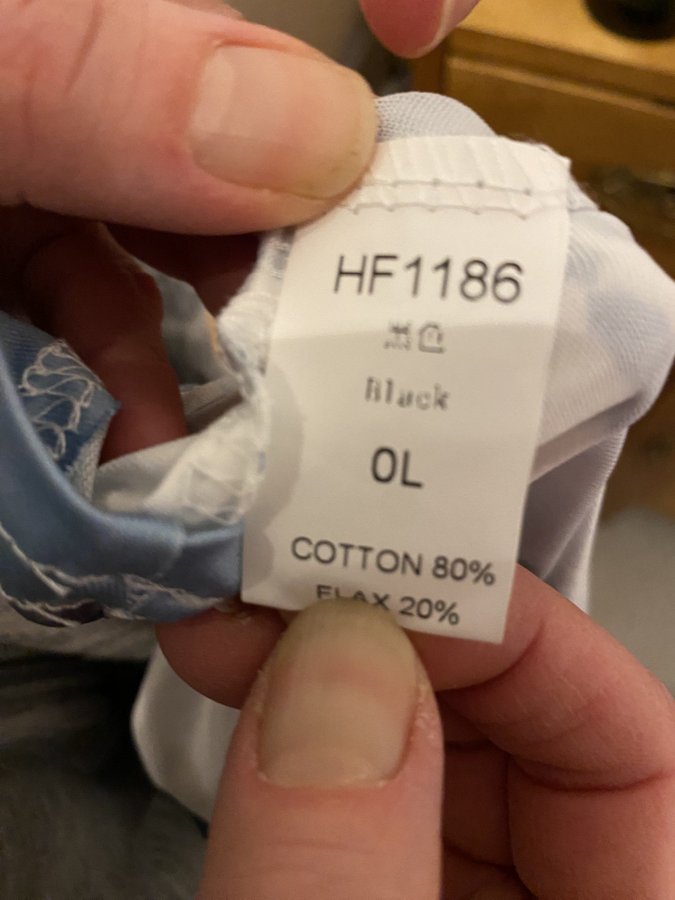 HF1186
Black
0L
COTTON 80%
FLAX 20%